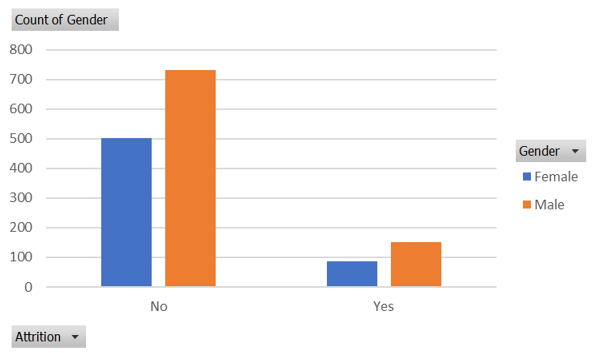 Count of Gender
800
700
600
500
400
300
200
100
0
No
Yes
Gender
Female
Male
Attrition